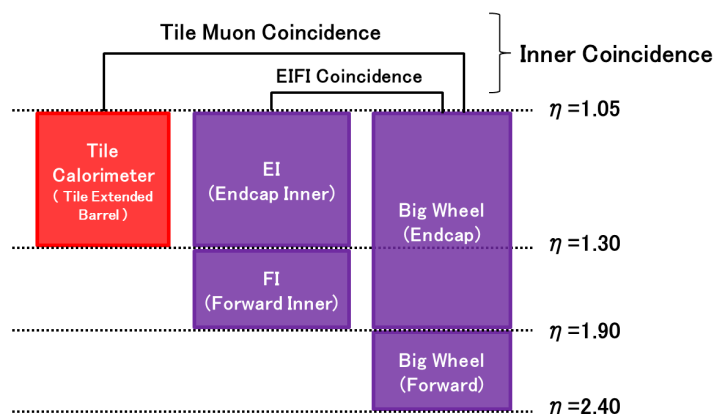 Tile Muon Coincidence
Inner Coincidence
EIFI Coincidence
η=1.05
Tile
Calorimeter
( Tile Extended
Barrel )
EI
(Endcap Inner)
Big Wheel
(Endcap)
η=1.30
FI
(Forward Inner)
η=1.90
Big Wheel
(Forward)
η=2.40